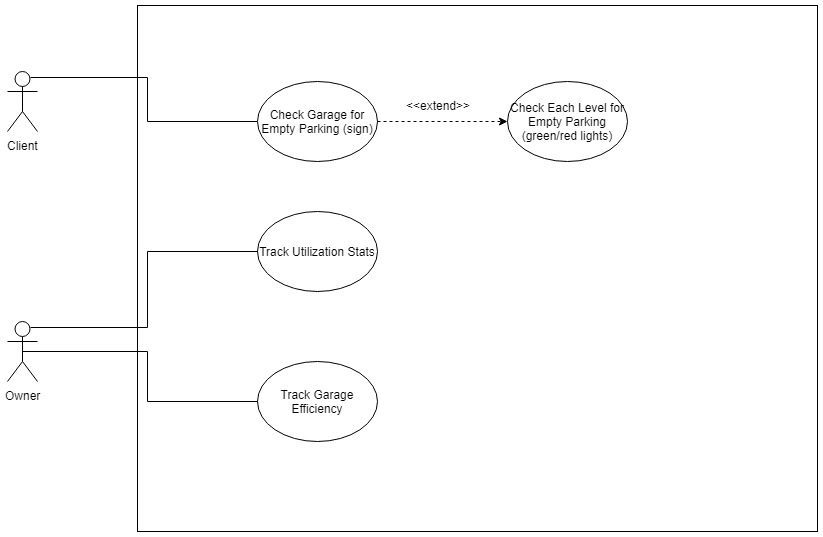 Client
Check Garage for
Empty Parking (sign)
<<extend>>
Check Each Level for
Empty Parking
(green/red lights)
Track Utilization Stats
Owner
Track Garage
Efficiency